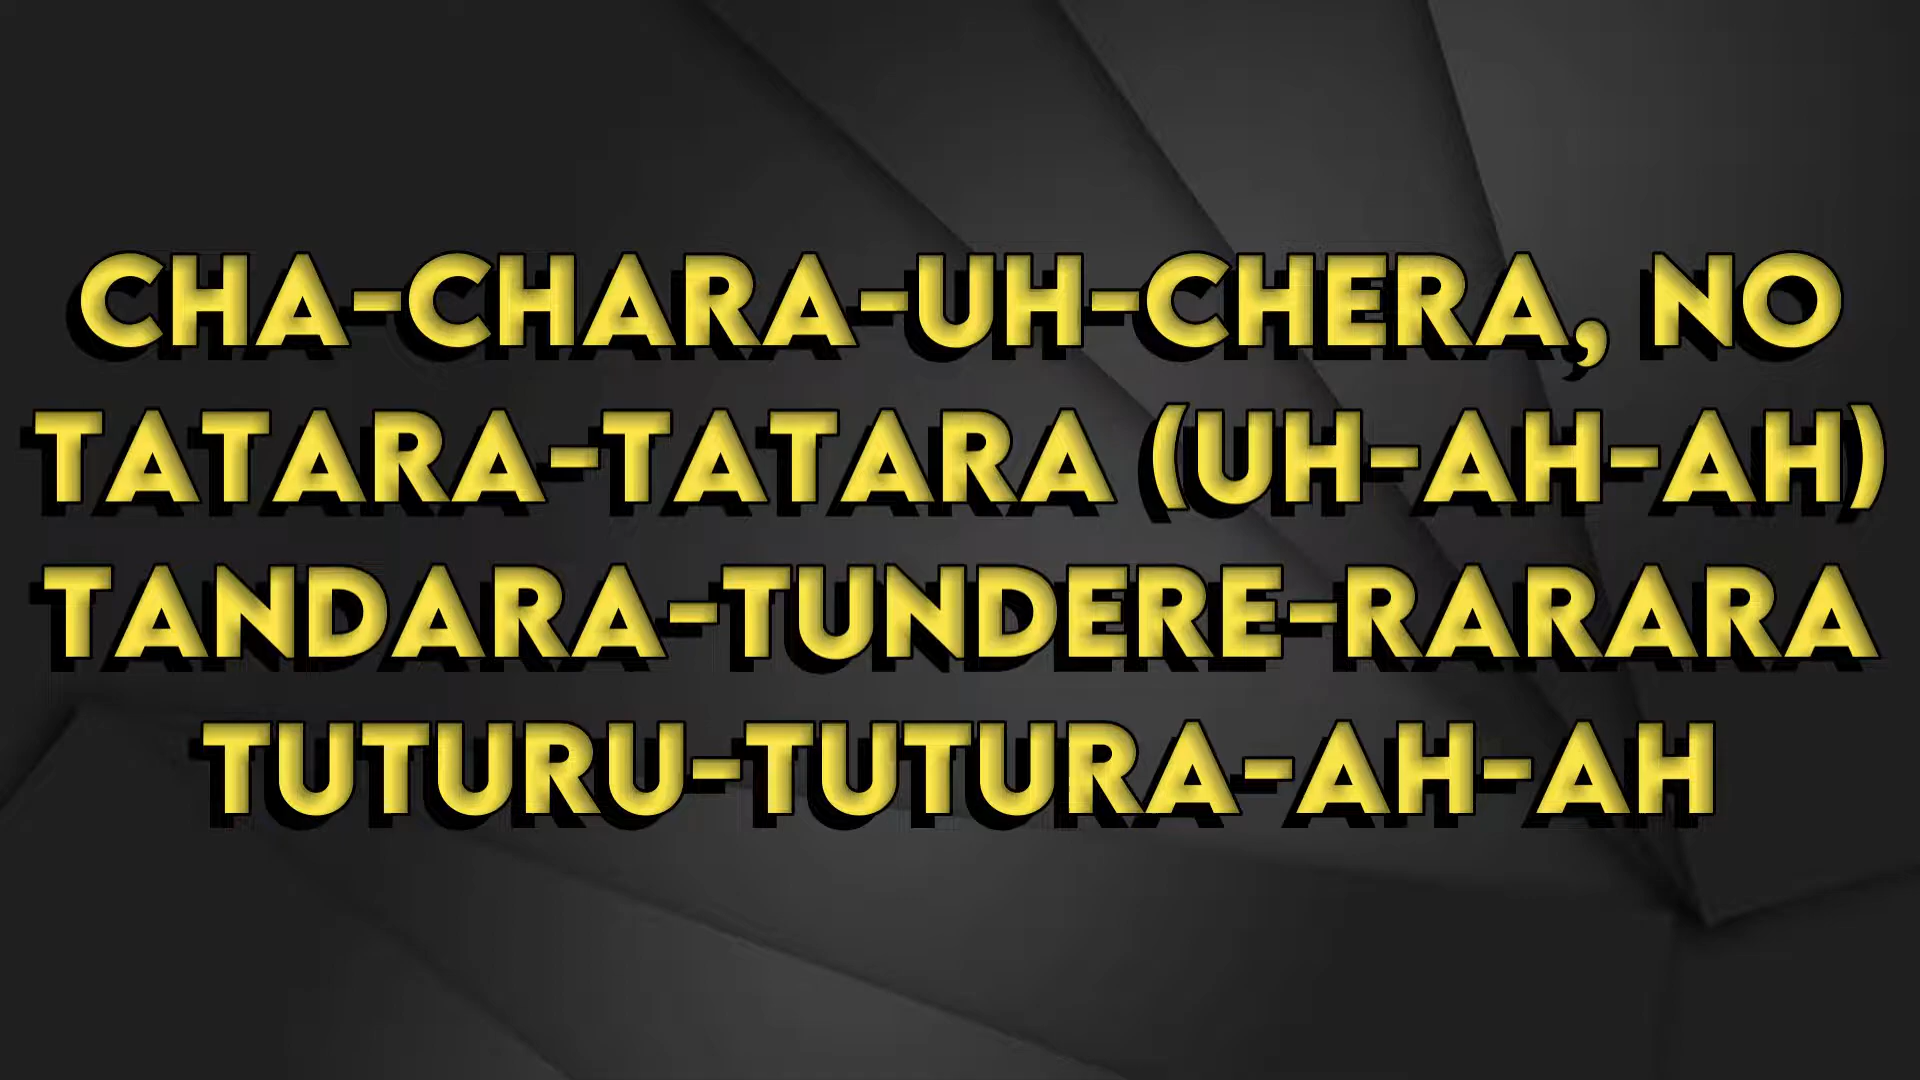 CHA-CHARA-UH-CHERA, NO
TATARA-TATARA (UH-AH-AH)
TANDARA-TUNDERE-RARARA
TUTURU-TUTURA-AH-AH